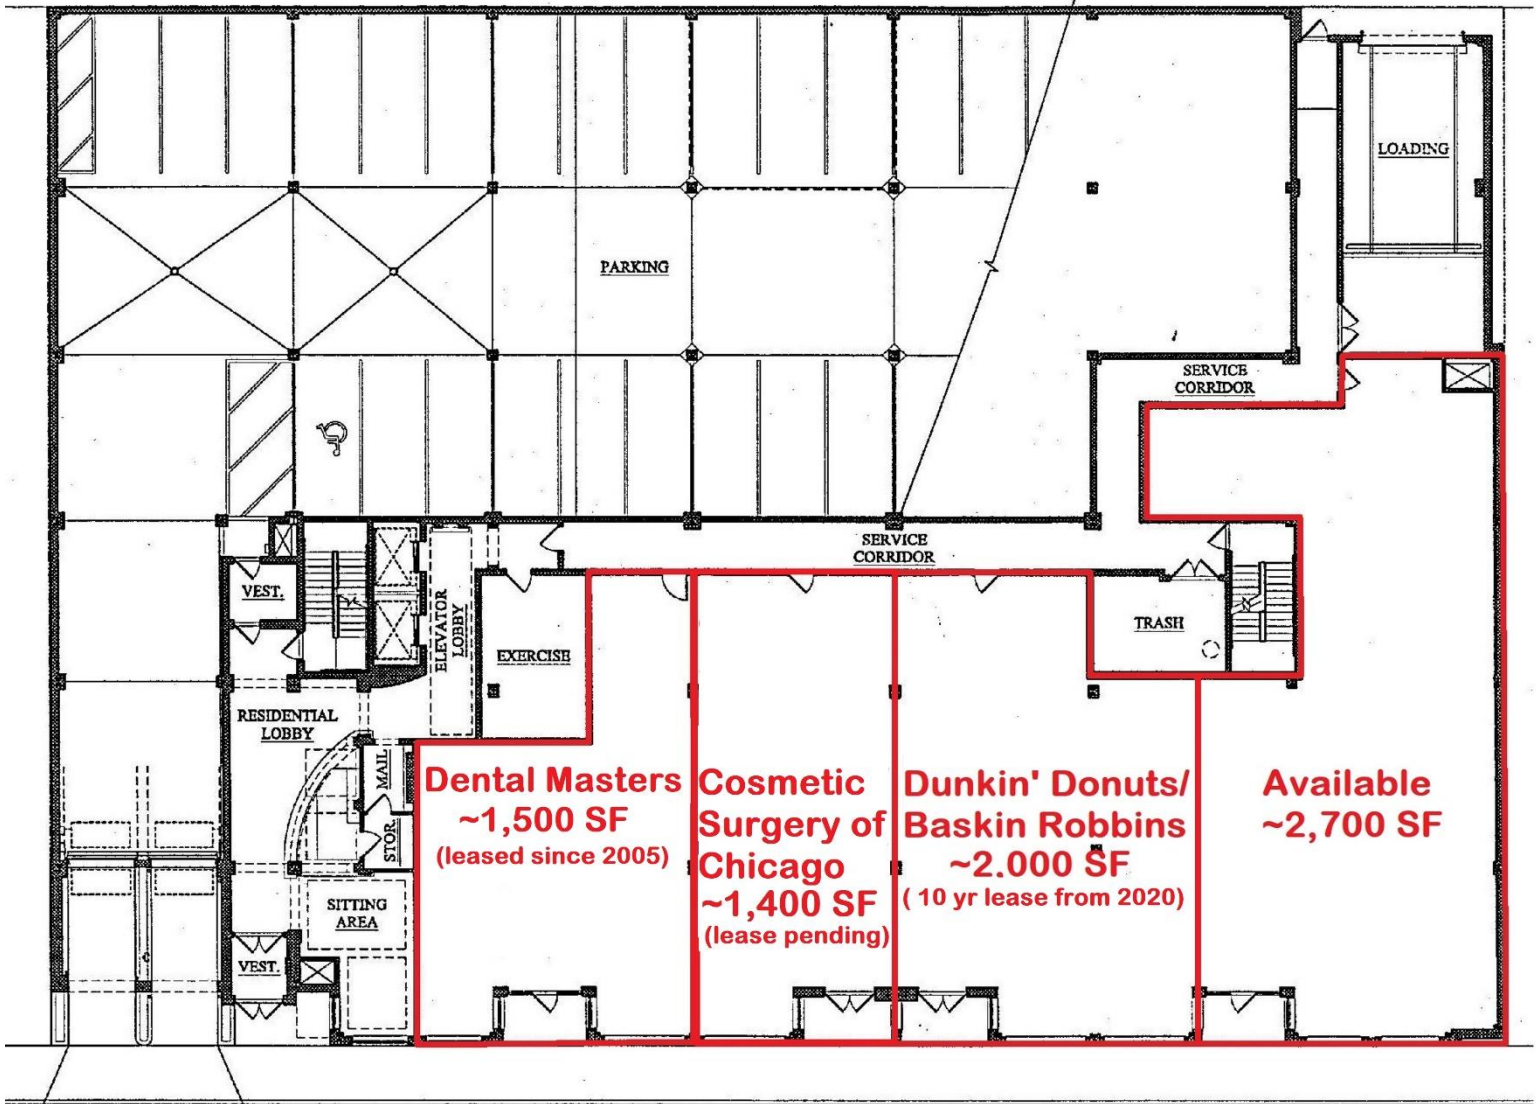 LOADING
PARKING
SERVICE
CORRIDOR
SERVICE
CORRIDOR
VEST.
ELEVATOR
LOBBY
EXERCISE
TRASH
RESIDENTIAL
LOBBY
MAIL
STOR.
SITTING
AREA
VEST.
Dental Masters
~1,500 SF
(leased since 2005)
Cosmetic
Surgery of
Chicago
~1,400 SF
(lease pending)
Dunkin' Donuts/
Baskin Robbins
~2.000 SF
( 10 yr lease from 2020)
Available
~2,700 SF